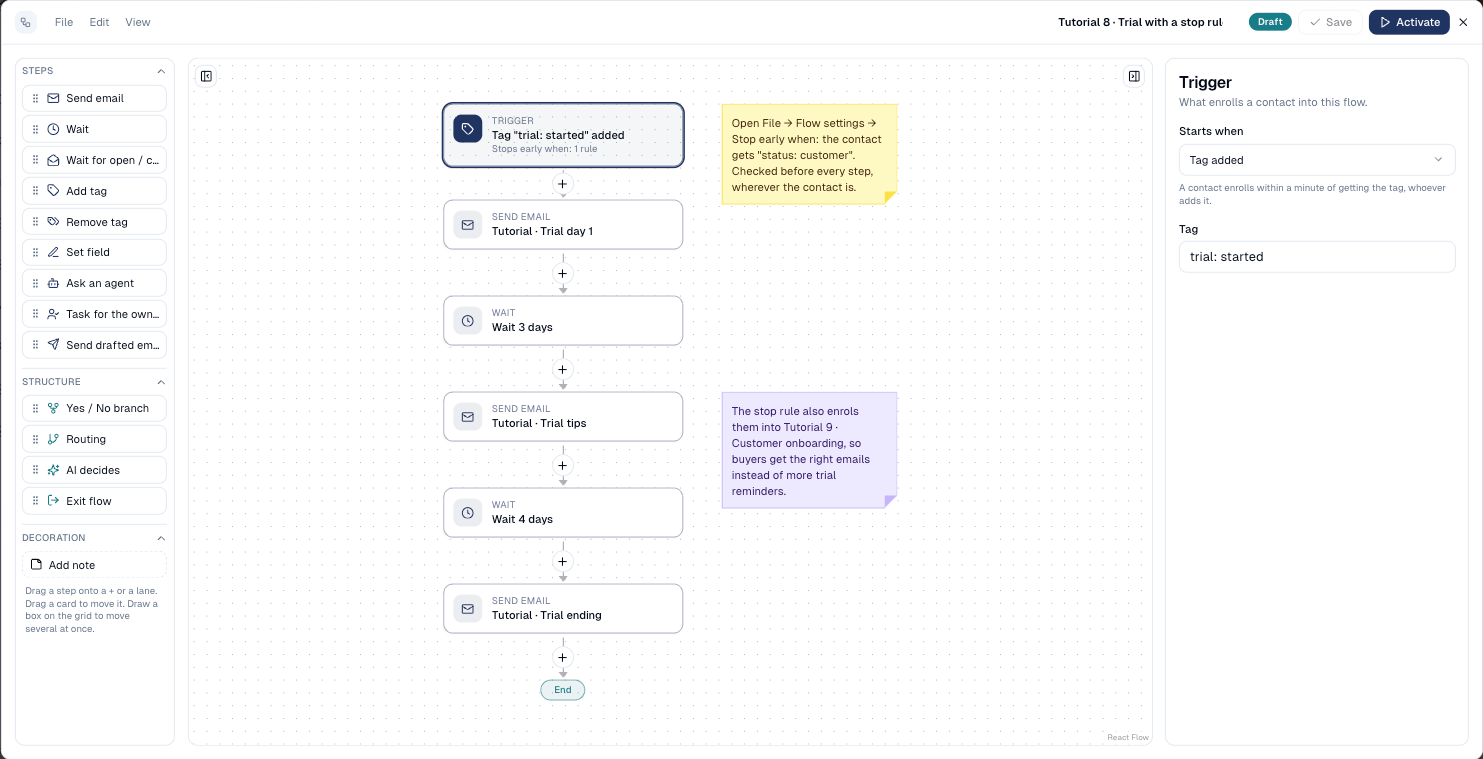 File Edit View
Tutorial 8 · Trial with a stop rul
Draft
Save
Activate
STEPS
Send email
Wait
Wait for open / c...
Add tag
Remove tag
Set field
Ask an agent
Task for the own...
Send drafted em...
STRUCTURE
Yes / No branch
Routing
AI decides
Exit flow
DECORATION
Add note
Drag a step onto a + or a lane.
Drag a card to move it. Draw a
box on the grid to move
several at once.
TRIGGER
Tag "trial: started" added
Stops early when: 1 rule
SEND EMAIL
Tutorial · Trial day 1
WAIT
Wait 3 days
SEND EMAIL
Tutorial · Trial tips
WAIT
Wait 4 days
SEND EMAIL
Tutorial · Trial ending
End
Open File → Flow settings →
Stop early when: the contact
gets "status: customer".
Checked before every step,
wherever the contact is.
The stop rule also enrols
them into Tutorial 9 ·
Customer onboarding, so
buyers get the right emails
instead of more trial
reminders.
React Flow
Trigger
What enrolls a contact into this flow.
Starts when
Tag added
A contact enrolls within a minute of getting the tag, whoever
adds it.
Tag
trial: started